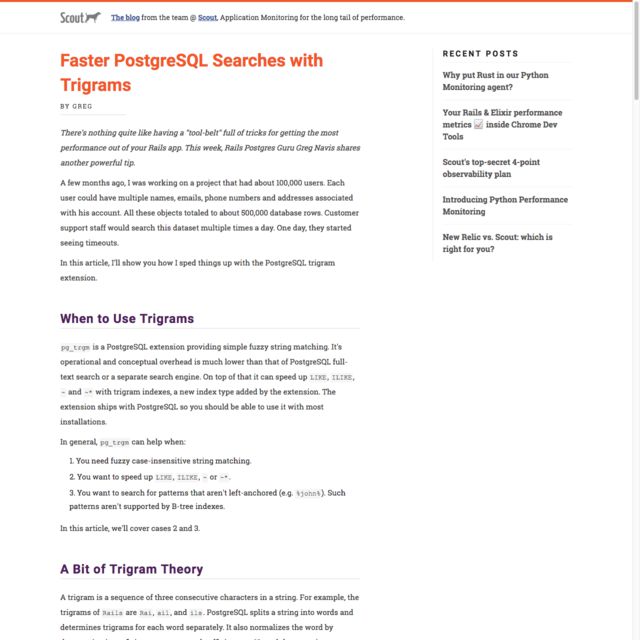 Scout The blog from the team @ Scout, Application Monitoring for the long tail of performance.
Faster PostgreSQL Searches with
Trigrams
BY GREG
There's nothing quite like having a "tool-belt" full of tricks for getting the most
performance out of your Rails app. This week, Rails Postgres Guru Greg Navis shares
another powerful tip.
A few months ago, I was working on a project that had about 100,000 users. Each
user could have multiple names, emails, phone numbers and addresses associated
with his account. All these objects totaled to about 500,000 database rows. Customer
support staff would search this dataset multiple times a day. One day, they started
seeing timeouts.
In this article, I'll show you how I sped things up with the PostgreSQL trigram
extension.
When to Use Trigrams
pg_trgm is a PostgreSQL extension providing simple fuzzy string matching. It's
operational and conceptual overhead is much lower than that of PostgreSQL full-
text search or a separate search engine. On top of that it can speed up LIKE, ILIKE,
~ and ~* with trigram indexes, a new index type added by the extension. The
extension ships with PostgreSQL so you should be able to use it with most
installations.
In general, pg_trgm can help when:
1. You need fuzzy case-insensitive string matching.
2. You want to speed up LIKE, ILIKE, ~ or ~*.
3. You want to search for patterns that aren't left-anchored (e.g. %john%). Such
patterns aren't supported by B-tree indexes.
In this article, we'll cover cases 2 and 3.
A Bit of Trigram Theory
A trigram is a sequence of three consecutive characters in a string. For example, the
trigrams of Rails are Rai, ail, and ils. PostgreSQL splits a string into words and
determines trigrams for each word separately. It also normalizes the word by
RECENT POSTS
Why put Rust in our Python
Monitoring agent?
Your Rails & Elixir performance
metrics 📈 inside Chrome Dev
Tools
Scout's top-secret 4-point
observability plan
Introducing Python Performance
Monitoring
New Relic vs. Scout: which is
right for you?